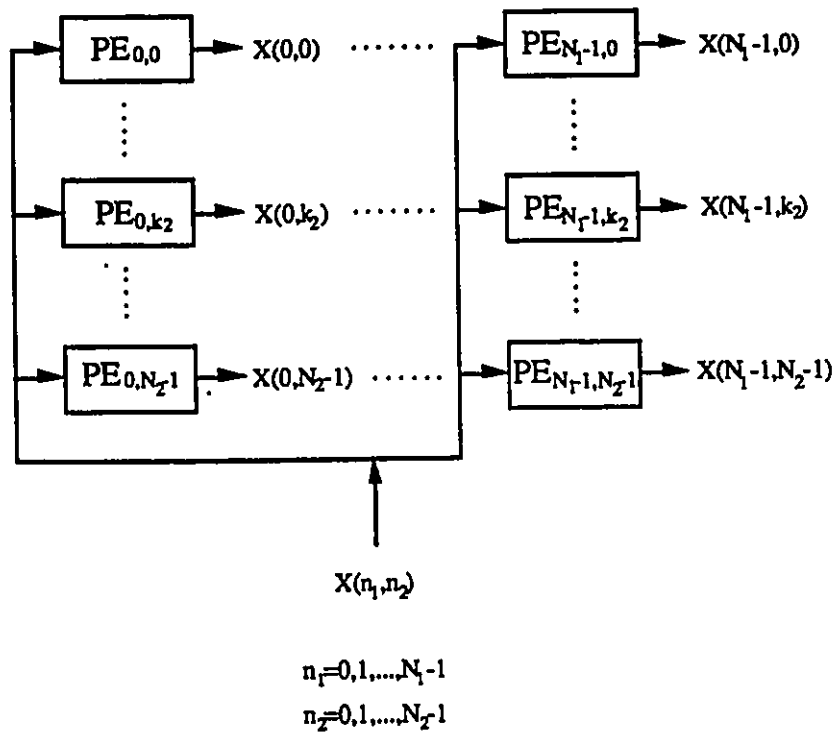 PE0,0 X(0,0) ........ PEN1-1,0 X(N1-1,0)
PE0,k2 X(0,k2) ........ PEN1-1,k2 X(N1-1,k2)
PE0,N2-1 X(0,N2-1) ...... PEN1-1,N2-1 X(N1-1,N2-1)
X(n1,n2)
n1=0,1,...,N1-1
n2=0,1,...,N2-1